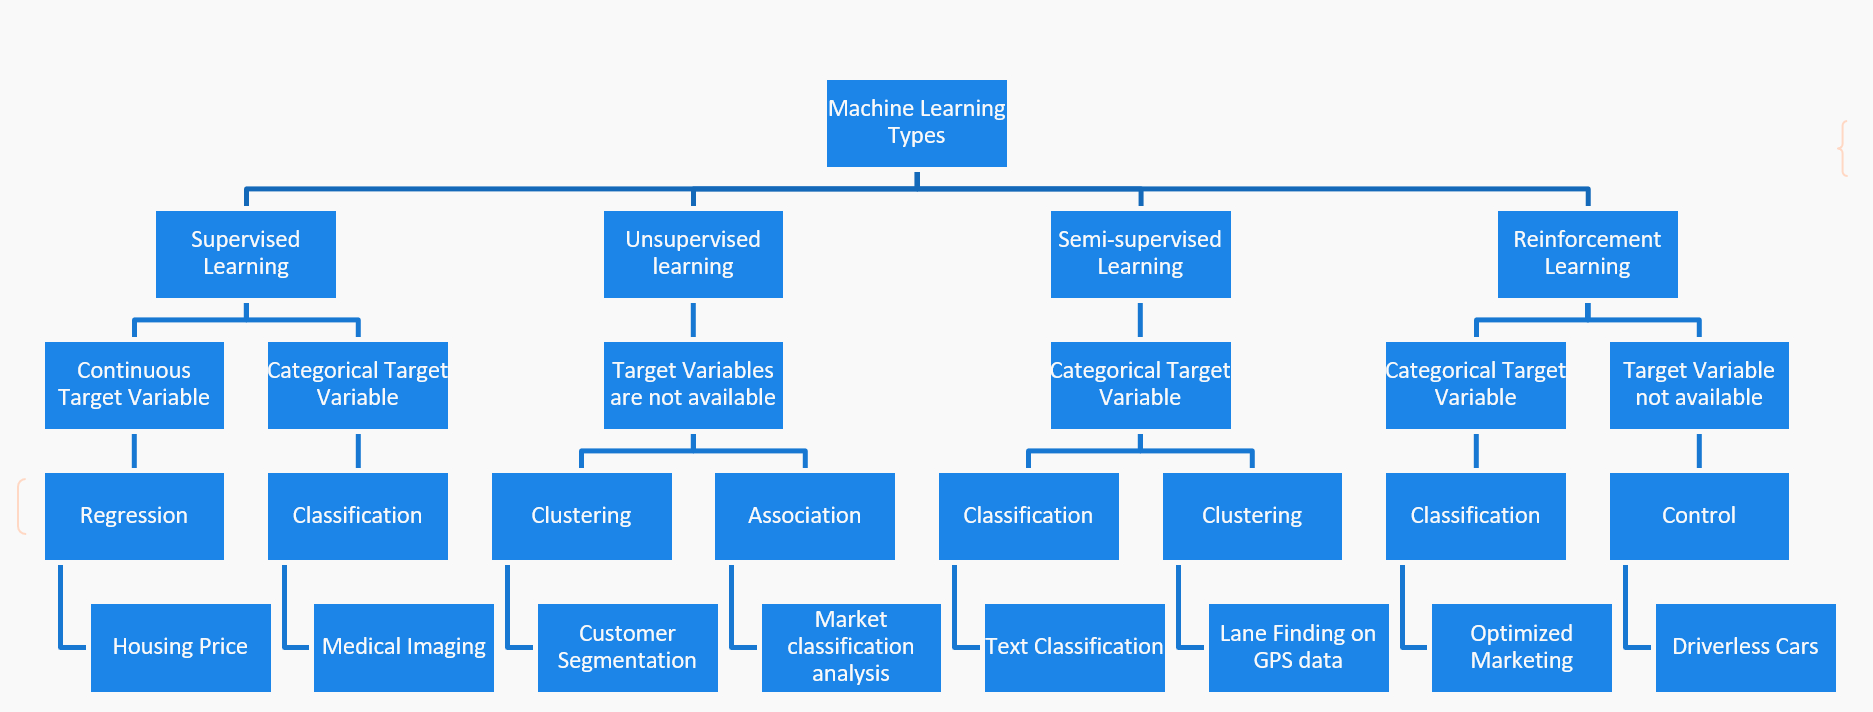 Machine Learning
Types
Supervised
Learning
Unsupervised
learning
Semi-supervised
Learning
Reinforcement
Learning
Continuous
Target Variable
Categorical Target
Variable
Target Variables
are not available
Categorical Target
Variable
Categorical Target
Variable
Target Variable
not available
Regression
Classification
Clustering
Association
Classification
Clustering
Classification
Control
Housing Price
Medical Imaging
Customer
Segmentation
Market
classification
analysis
Text Classification
Lane Finding on
GPS data
Optimized
Marketing
Driverless Cars